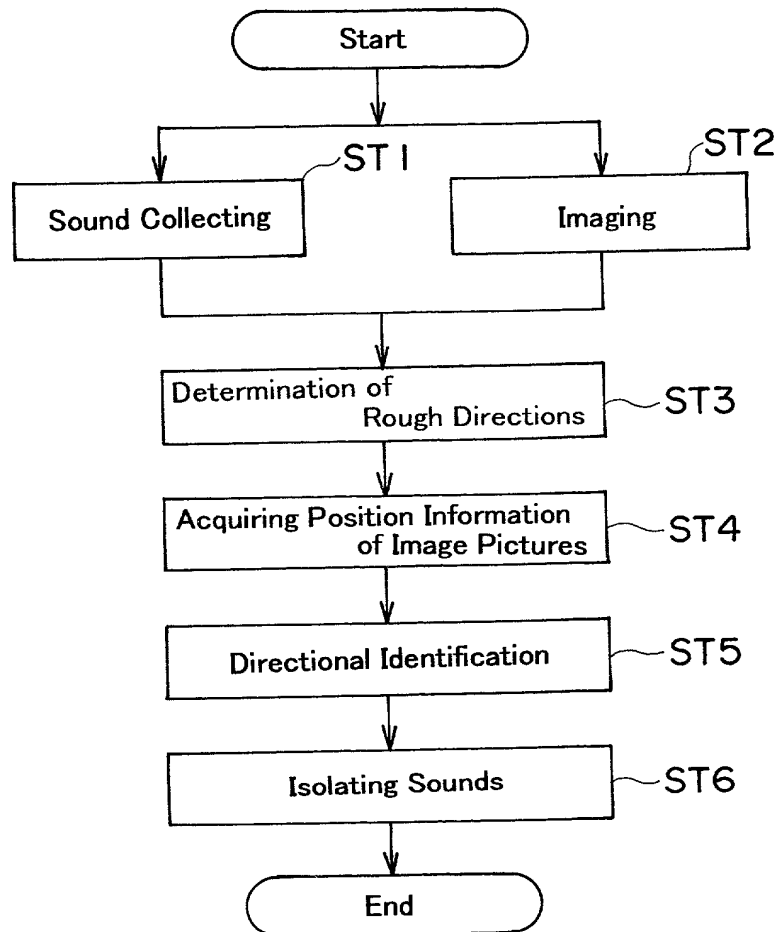 Start
ST1
ST2
Sound Collecting
Imaging
Determination of
Rough Directions
ST3
Acquiring Position Information
of Image Pictures
ST4
Directional Identification
ST5
Isolating Sounds
ST6
End